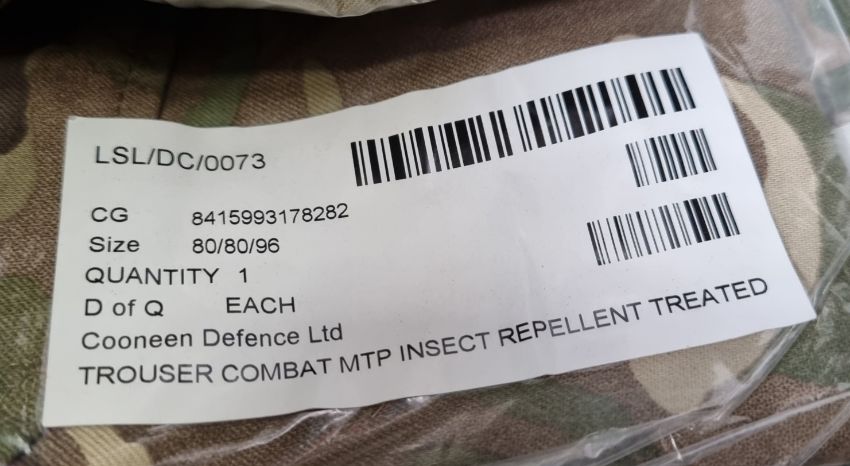 LSL/DC/0073
CG 8415993178282
Size 80/80/96
QUANTITY 1
D of Q EACH
Cooneen Defence Ltd
TROUSER COMBAT MTP INSECT REPELLENT TREATED